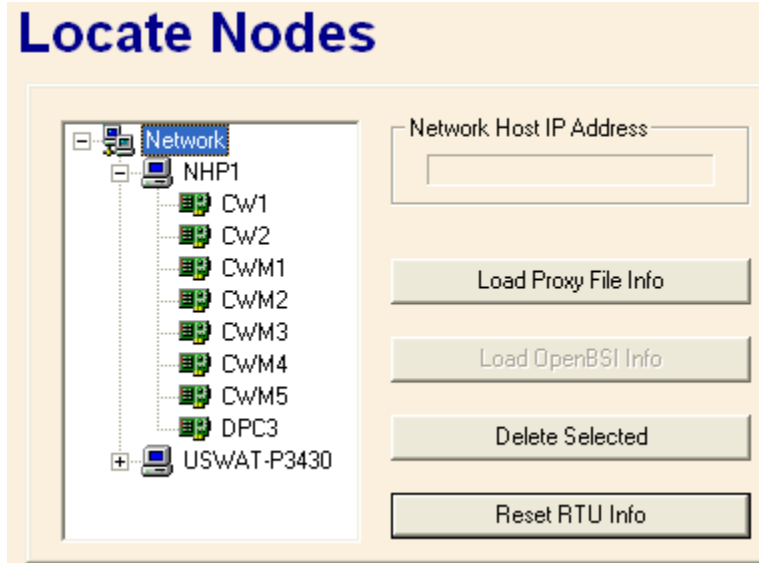 Locate Nodes
Network
NHP1
CW1
CW2
CWM1
CWM2
CWM3
CWM4
CWM5
DPC3
USWAT-P3430
Network Host IP Address
Load Proxy File Info
Load OpenBSI Info
Delete Selected
Reset RTU Info